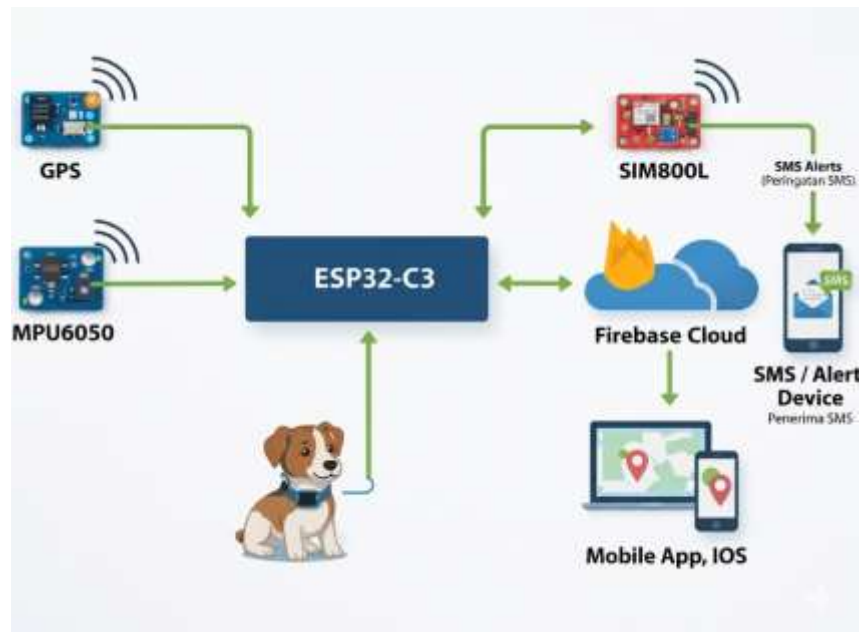 GPS
SIM800L
SMS Alerts
(Peringatan SMS)
MPU6050
ESP32-C3
SMS
Firebase Cloud
SMS / Alert
Device
Penerima SMS
Mobile App, IOS